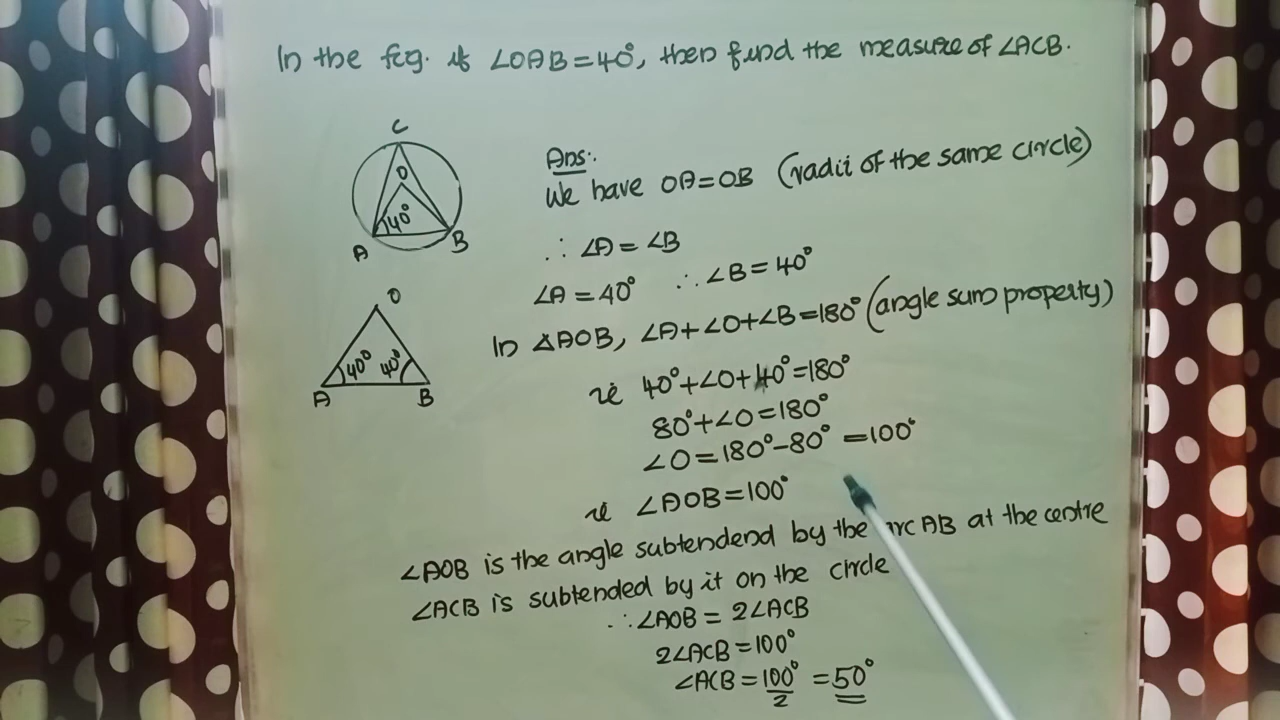 In the fig. if ∠OAB=40°, then find the measure of ∠ACB.
C
O
40°
A
B
Ans:.
We have OA=OB (radii of the same circle)
∴ ∠A = ∠B
∠A = 40° ∴ ∠B = 40°
O
40° 40°
A B
In ΔAOB, ∠A+∠O+∠B=180° (angle sum property)
ie 40°+∠O+40°=180°
80°+∠O=180°
∠O=180°-80° =100°
ie ∠AOB=100°
∠AOB is the angle subtendend by the arc AB at the centre
∠ACB is subtended by it on the circle
∴∠AOB = 2∠ACB
2∠ACB=100°
∠ACB = 100°/2 = 50°